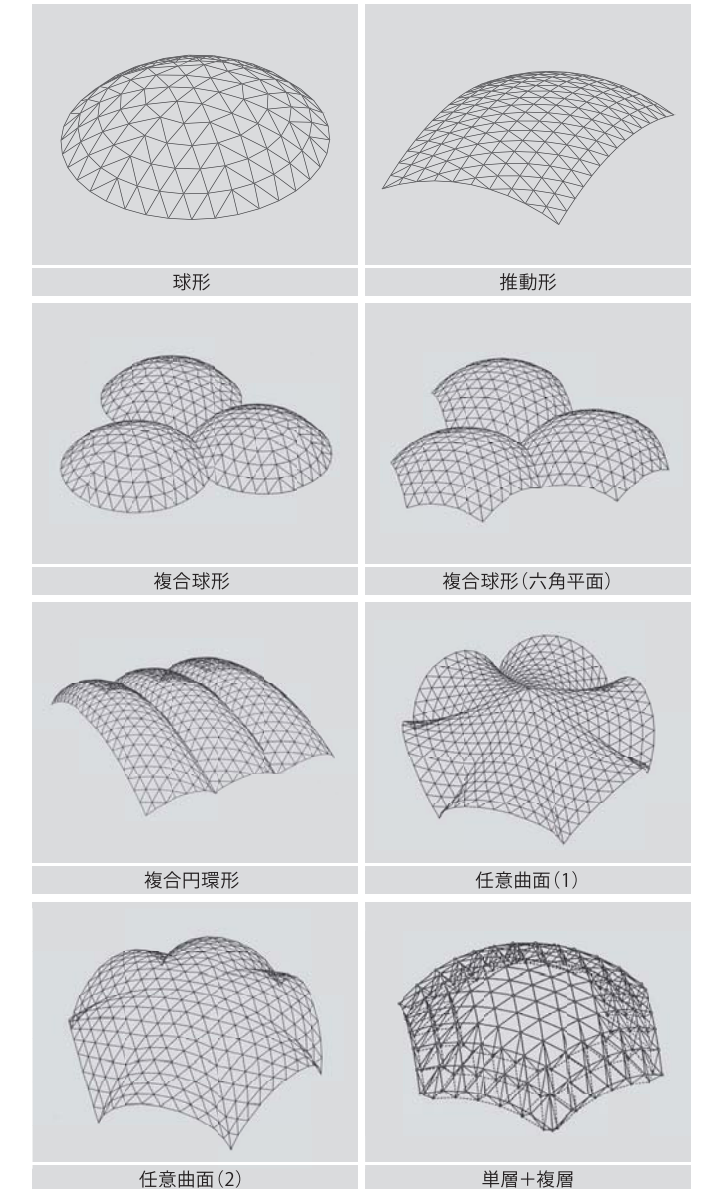 球形
推動形
複合球形
複合球形（六角平面）
複合円環形
任意曲面（1）
任意曲面（2）
単層＋複層